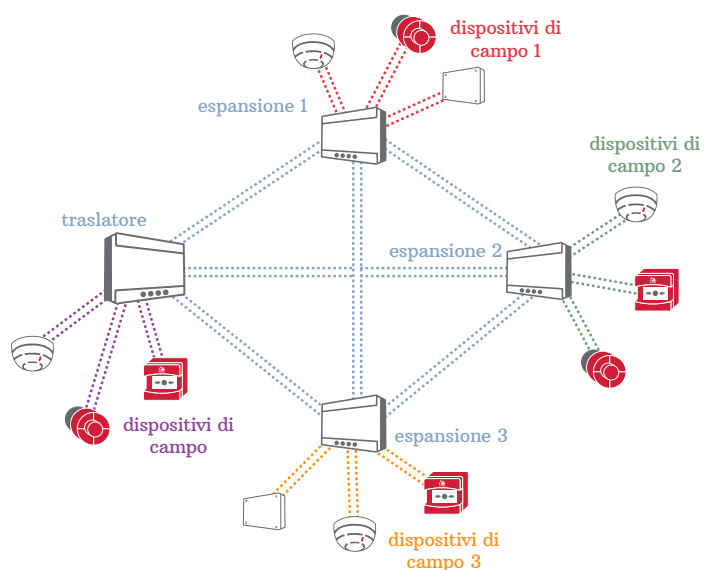 dispositivi di
campo 1
espansione 1
dispositivi di
campo 2
traslatore
espansione 2
dispositivi di
campo
espansione 3
dispositivi di
campo 3